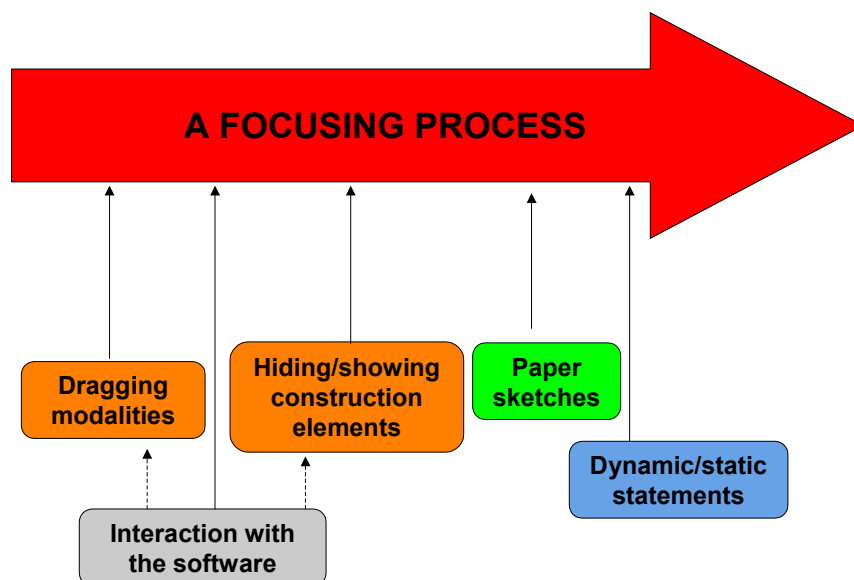 A FOCUSING PROCESS
Dragging
modalities
Hiding/showing
construction
elements
Paper
sketches
Dynamic/static
statements
Interaction with
the software